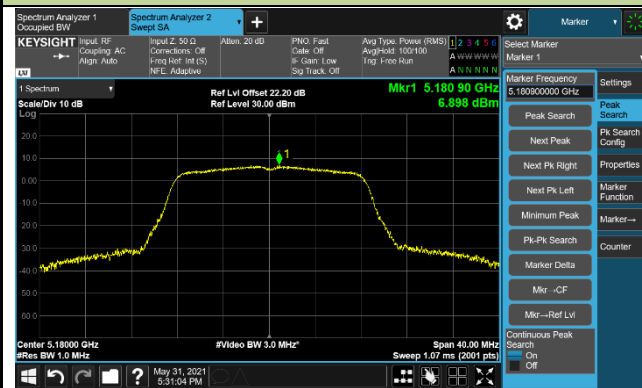 Spectrum Analyzer 1
Occupied BW
Spectrum Analyzer 2
Swept SA
KEYSIGHT
LXI
Input: RF
Coupling: AC
Align: Auto
Input Z: 50 Ω
Corrections: Off
Freq Ref: Int (S)
NFE: Adaptive
Atten: 20 dB
PNO: Fast
Gate: Off
IF Gain: Low
Sig Track: Off
Avg Type: Power (RMS)
Avg|Hold: 100/100
Trig: Free Run
1 2 3 4 5 6
A W W W W W
A N N N N N
1 Spectrum
Scale/Div 10 dB
Log
Ref Lvl Offset 22.20 dB
Ref Level 30.00 dBm
Mkr1 5.180 90 GHz
6.898 dBm
20.0
10.0
0.00
-10.0
-20.0
-30.0
-40.0
-50.0
-60.0
1
Center 5.18000 GHz
#Res BW 1.0 MHz
#Video BW 3.0 MHz*
Span 40.00 MHz
Sweep 1.07 ms (2001 pts)
May 31, 2021
5:31:04 PM
Marker
Select Marker
Marker 1
Marker Frequency
5.180900000 GHz
Peak Search
Next Peak
Next Pk Right
Next Pk Left
Minimum Peak
Pk-Pk Search
Marker Delta
Mkr→CF
Mkr→Ref Lvl
Continuous Peak
Search
On
Off
Settings
Peak
Search
Pk Search
Config
Properties
Marker
Function
Marker→
Counter